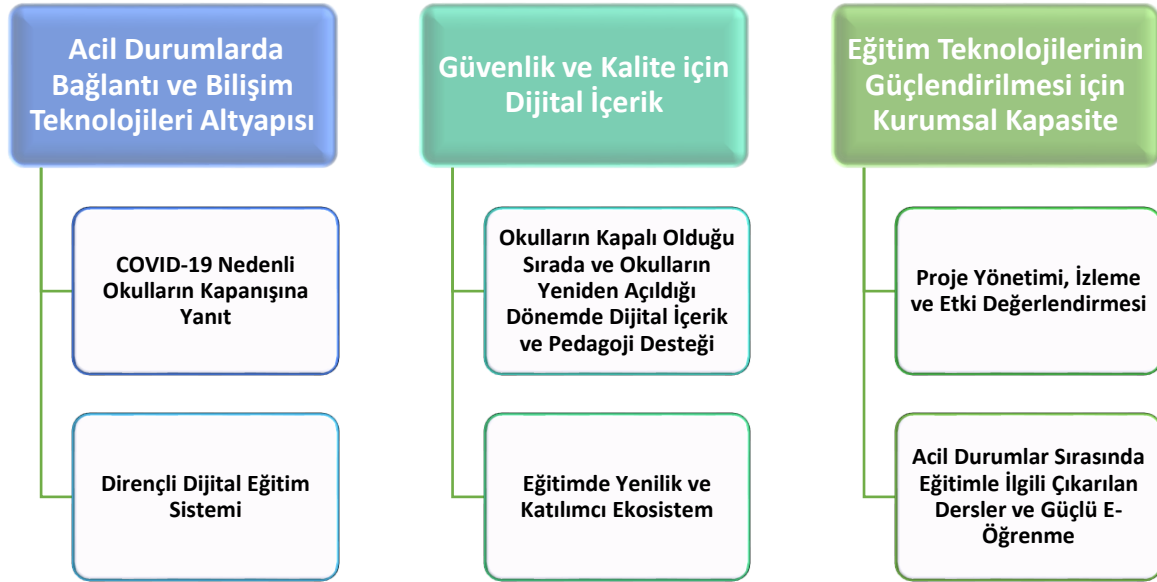 Acil Durumlarda
Bağlantı ve Bilişim
Teknolojileri Altyapısı
COVID-19 Nedenli
Okulların Kapanışına
Yanıt
Dirençli Dijital Eğitim
Sistemi
Güvenlik ve Kalite için
Dijital İçerik
Okulların Kapalı Olduğu
Sırada ve Okulların
Yeniden Açıldığı
Dönemde Dijital İçerik
ve Pedagoji Desteği
Eğitimde Yenilik ve
Katılımcı Ekosistem
Eğitim Teknolojilerinin
Güçlendirilmesi için
Kurumsal Kapasite
Proje Yönetimi, İzleme
ve Etki Değerlendirmesi
Acil Durumlar Sırasında
Eğitimle İlgili Çıkarılan
Dersler ve Güçlü E-
Öğrenme